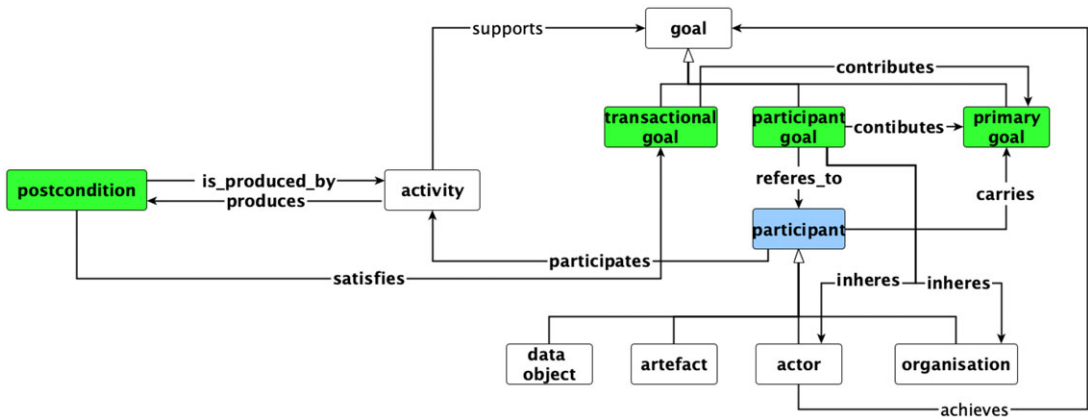 supports
goal
contributes
transactional
goal
participant
goal
contibutes
primary
goal
postcondition
is_produced_by
produces
activity
referes_to
carries
participant
participates
satisfies
inheres
inheres
data
object
artefact
actor
organisation
achieves